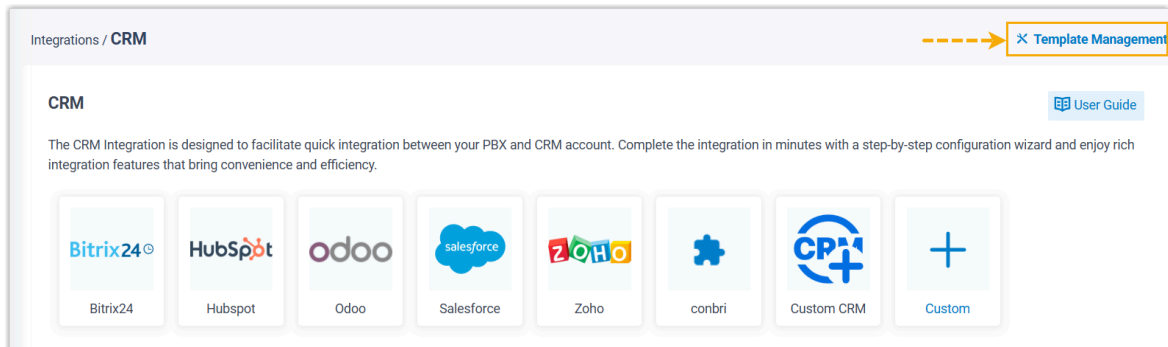 Integrations / CRM
Template Management
CRM
User Guide
The CRM Integration is designed to facilitate quick integration between your PBX and CRM account. Complete the integration in minutes with a step-by-step configuration wizard and enjoy rich
integration features that bring convenience and efficiency.
Bitrix24 HubSpot odoo salesforce ZOHO CRM
Bitrix24 Hubspot Odoo Salesforce Zoho conbri Custom CRM Custom